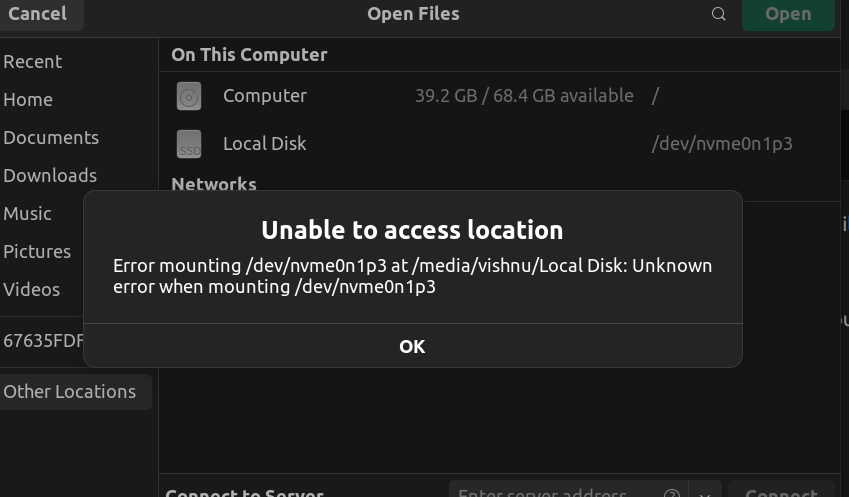 Cancel
Open Files
Open
Recent
Home
Documents
Downloads
Music
Pictures
Videos
67635FDF
Other Locations
On This Computer
Computer 39.2 GB / 68.4 GB available /
SSD
Local Disk /dev/nvme0n1p3
Networks
Unable to access location
Error mounting /dev/nvme0n1p3 at /media/vishnu/Local Disk: Unknown
error when mounting /dev/nvme0n1p3
OK
Connect to Server
Enter server address
Connect